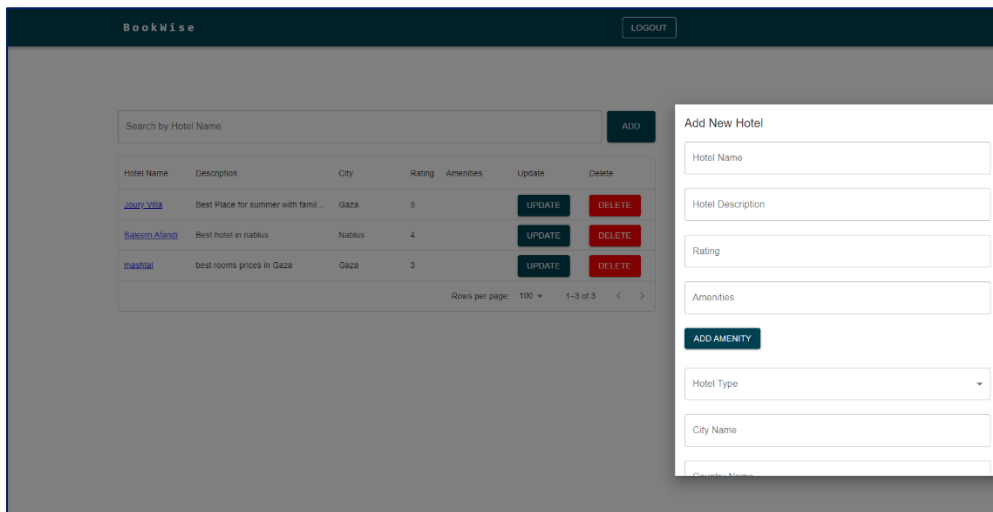 BookWise
LOGOUT
Search by Hotel Name
ADD
Hotel Name Description City Rating Amenities Update Delete
Joury Villa Best Place for summer with famil... Gaza 5 UPDATE DELETE
Saleem Afandi Best hotel in nablus Nablus 4 UPDATE DELETE
mashtal best rooms prices in Gaza Gaza 3 UPDATE DELETE
Rows per page: 100 1–3 of 3
Add New Hotel
Hotel Name
Hotel Description
Rating
Amenities
ADD AMENITY
Hotel Type
City Name
Country Name